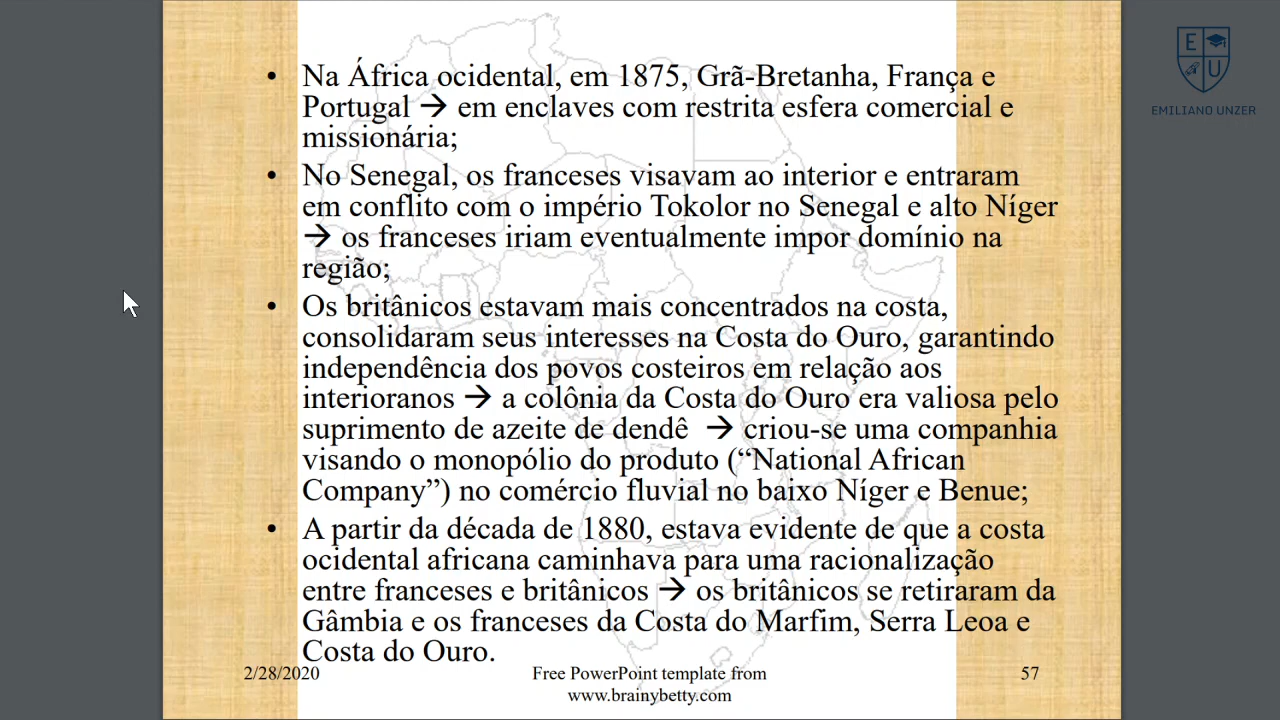 • Na África ocidental, em 1875, Grã-Bretanha, França e
Portugal → em enclaves com restrita esfera comercial e
missionária;
• No Senegal, os franceses visavam ao interior e entraram
em conflito com o império Tokolor no Senegal e alto Níger
→ os franceses iriam eventualmente impor domínio na
região;
• Os britânicos estavam mais concentrados na costa,
consolidaram seus interesses na Costa do Ouro, garantindo
independência dos povos costeiros em relação aos
interioranos → a colônia da Costa do Ouro era valiosa pelo
suprimento de azeite de dendê → criou-se uma companhia
visando o monopólio do produto (“National African
Company”) no comércio fluvial no baixo Níger e Benue;
• A partir da década de 1880, estava evidente de que a costa
ocidental africana caminhava para uma racionalização
entre franceses e britânicos → os britânicos se retiraram da
Gâmbia e os franceses da Costa do Marfim, Serra Leoa e
Costa do Ouro.
2/28/2020
Free PowerPoint template from
www.brainybetty.com
57
E
U
EMILIANO UNZER